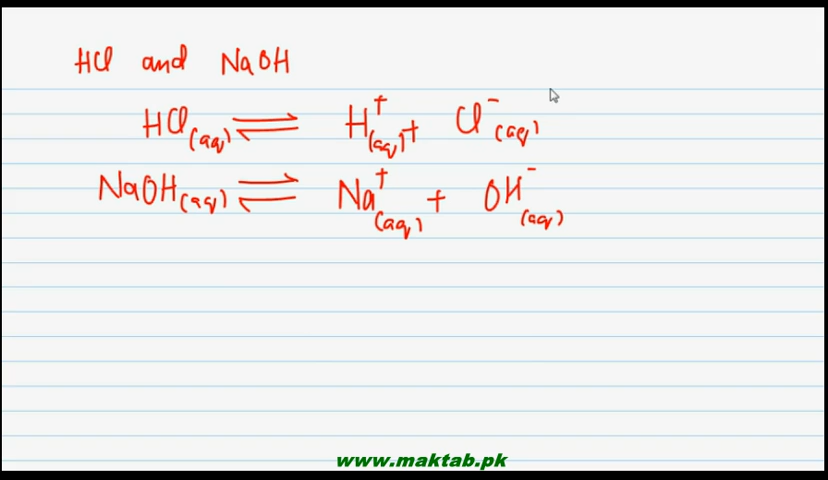 HCl and NaOH
HCl(aq) ⇌ H⁺(aq) + Cl⁻(aq)
NaOH(aq) ⇌ Na⁺(aq) + OH⁻(aq)
www.maktab.pk